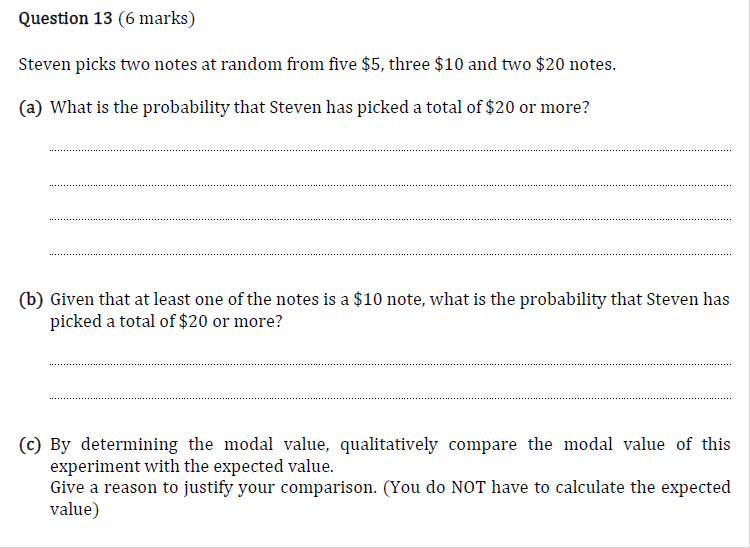 Question 13 (6 marks)
Steven picks two notes at random from five $5, three $10 and two $20 notes.
(a) What is the probability that Steven has picked a total of $20 or more?
(b) Given that at least one of the notes is a $10 note, what is the probability that Steven has
picked a total of $20 or more?
(c) By determining the modal value, qualitatively compare the modal value of this
experiment with the expected value.
Give a reason to justify your comparison. (You do NOT have to calculate the expected
value)